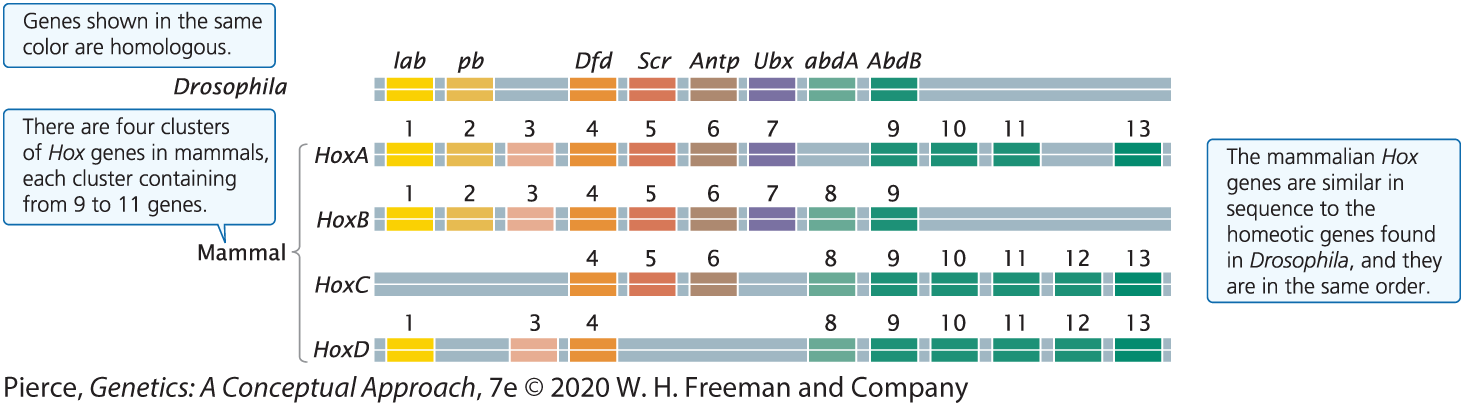 Genes shown in the same
color are homologous.
lab pb Dfd Scr Antp Ubx abdA AbdB
Drosophila
There are four clusters
of Hox genes in mammals,
each cluster containing
from 9 to 11 genes.
Mammal
1 2 3 4 5 6 7 9 10 11 13
HoxA
1 2 3 4 5 6 7 8 9
HoxB
4 5 6 8 9 10 11 12 13
HoxC
1 3 4 8 9 10 11 12 13
HoxD
The mammalian Hox
genes are similar in
sequence to the
homeotic genes found
in Drosophila, and they
are in the same order.
Pierce, Genetics: A Conceptual Approach, 7e © 2020 W. H. Freeman and Company